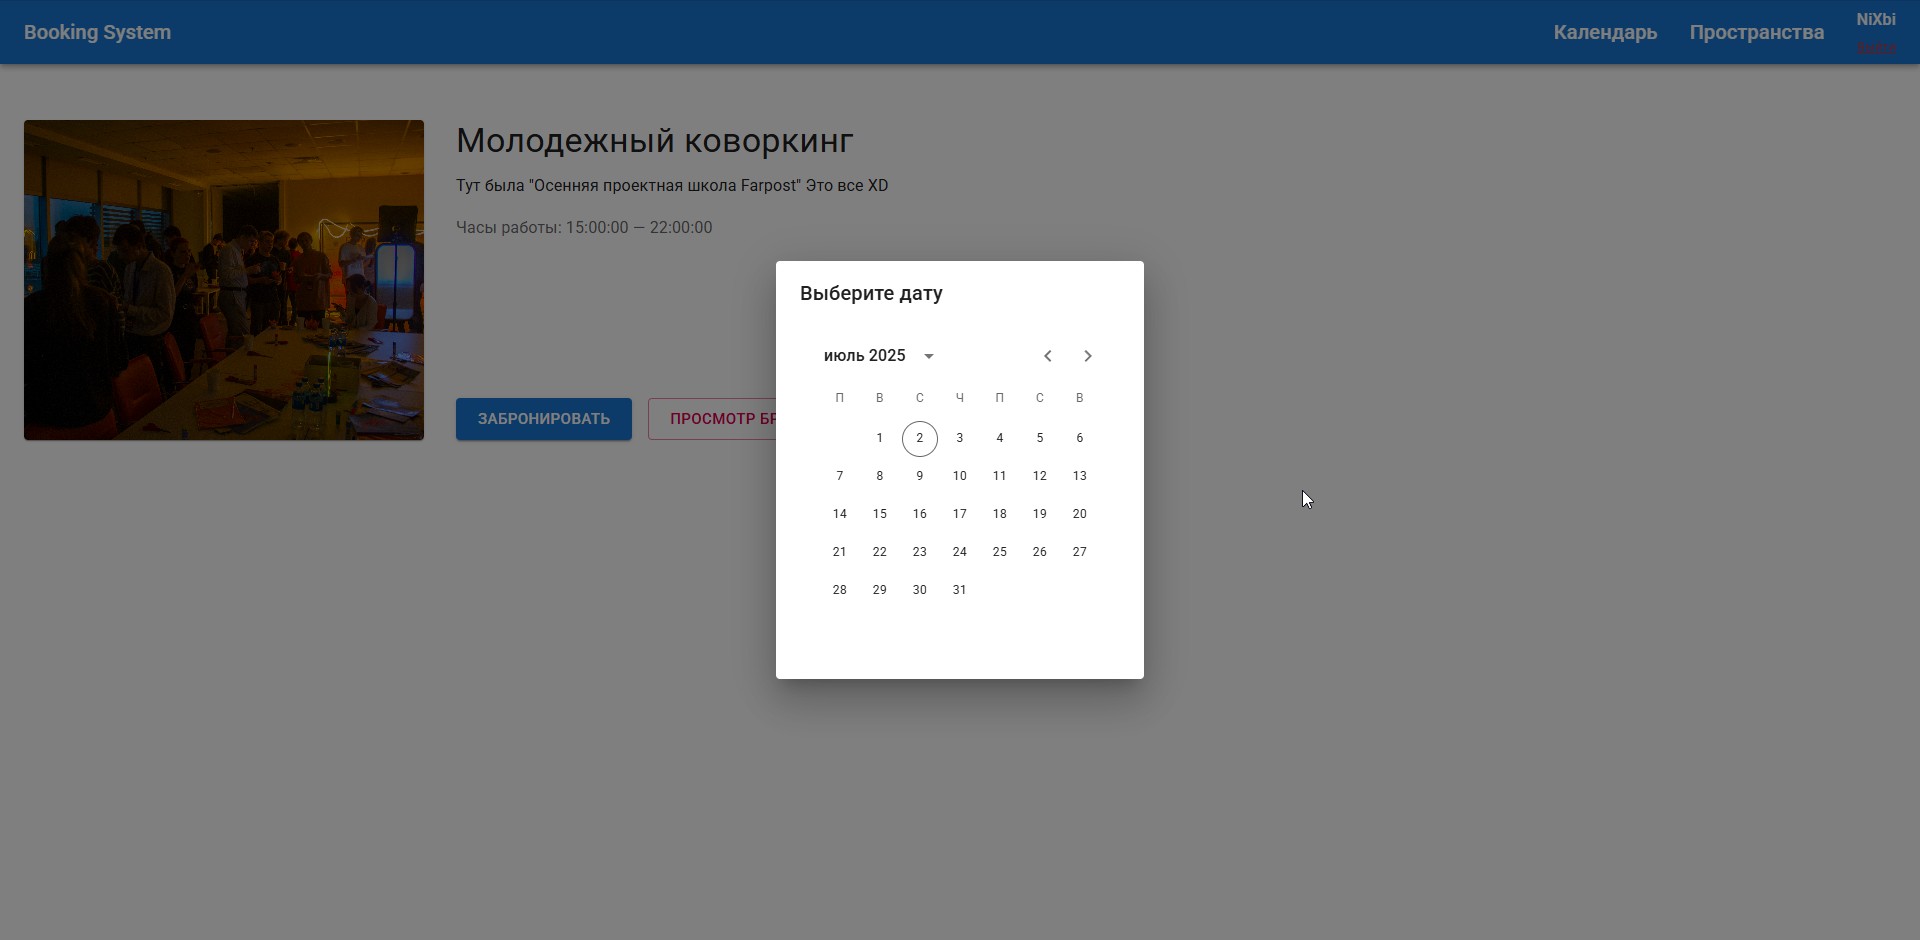 Booking System
Календарь
Пространства
NiXbi
Выйти
Молодежный коворкинг
Тут была "Осенняя проектная школа Farpost" Это все XD
Часы работы: 15:00:00 — 22:00:00
ЗАБРОНИРОВАТЬ
ПРОСМОТР
Выберите дату
июль 2025
П В С Ч П С В
1 2 3 4 5 6
7 8 9 10 11 12 13
14 15 16 17 18 19 20
21 22 23 24 25 26 27
28 29 30 31